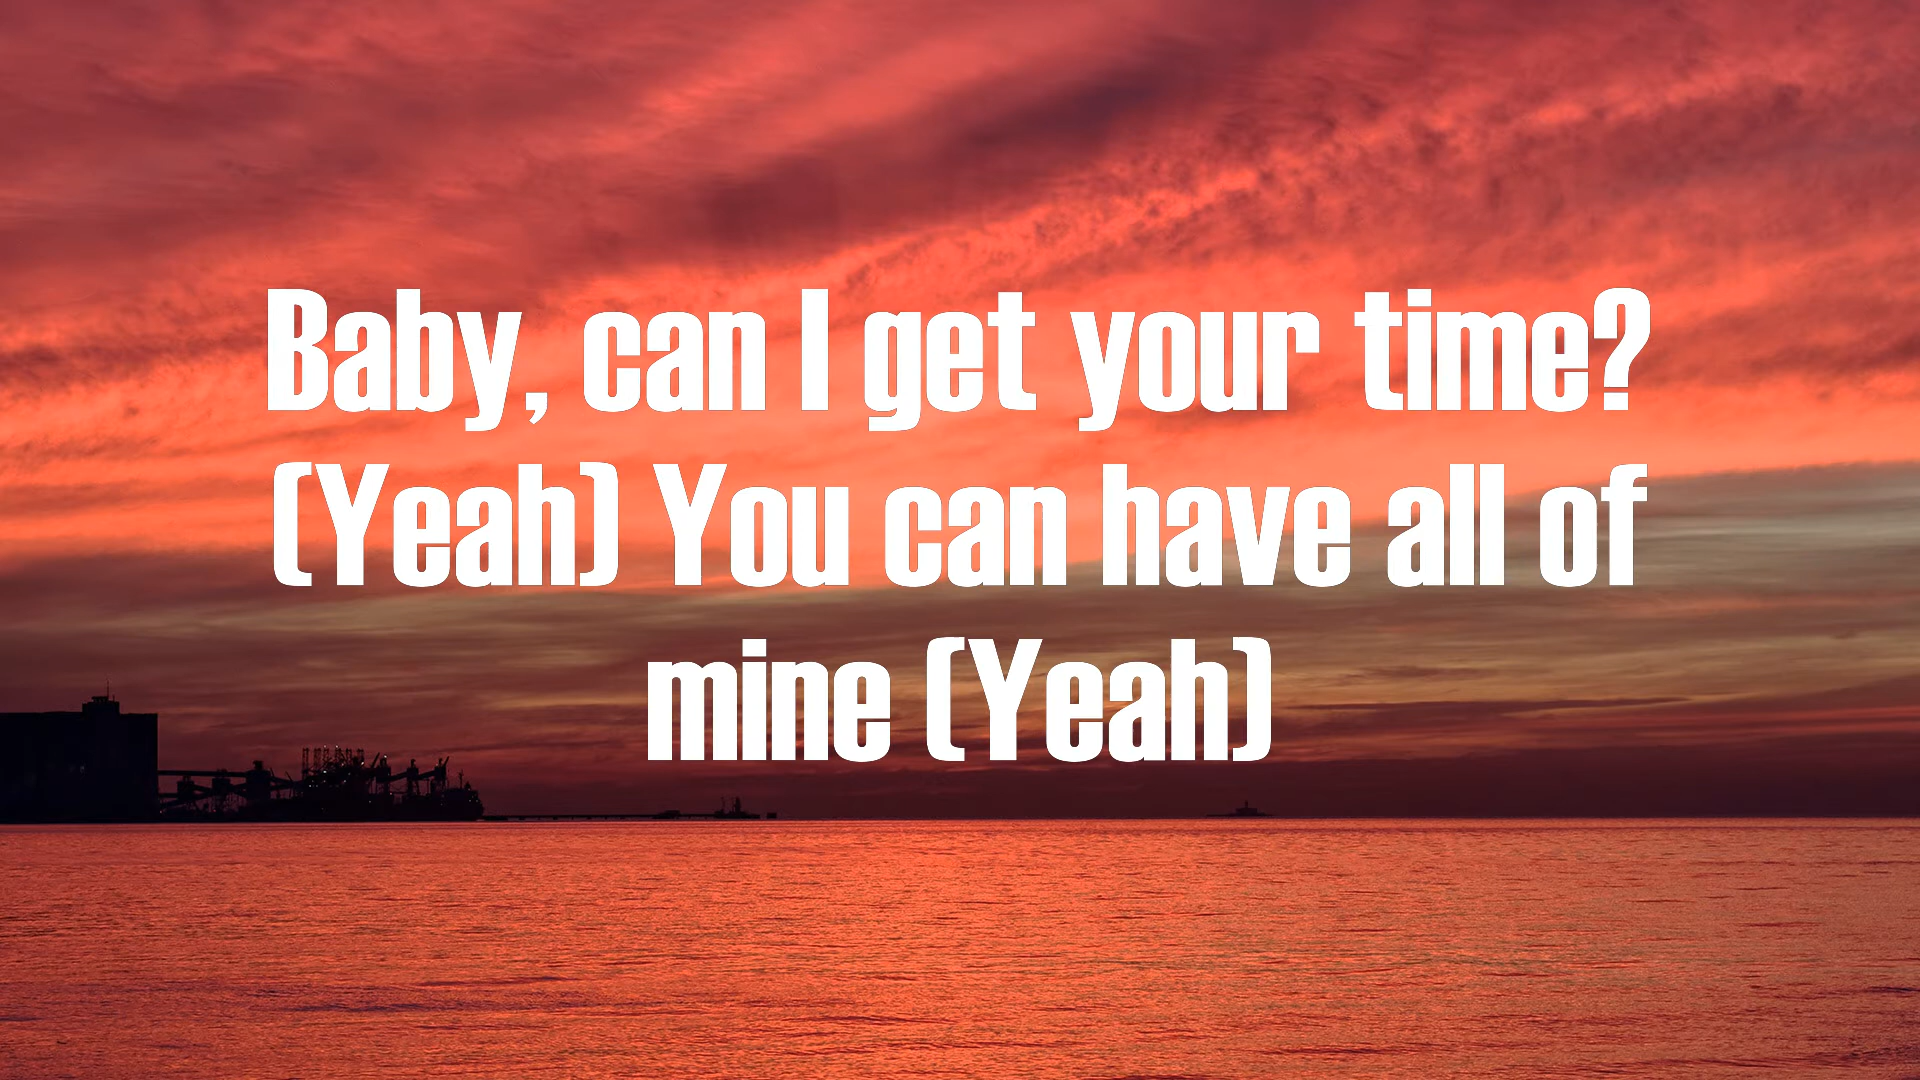 Baby, can I get your time?
(Yeah) You can have all of
mine (Yeah)